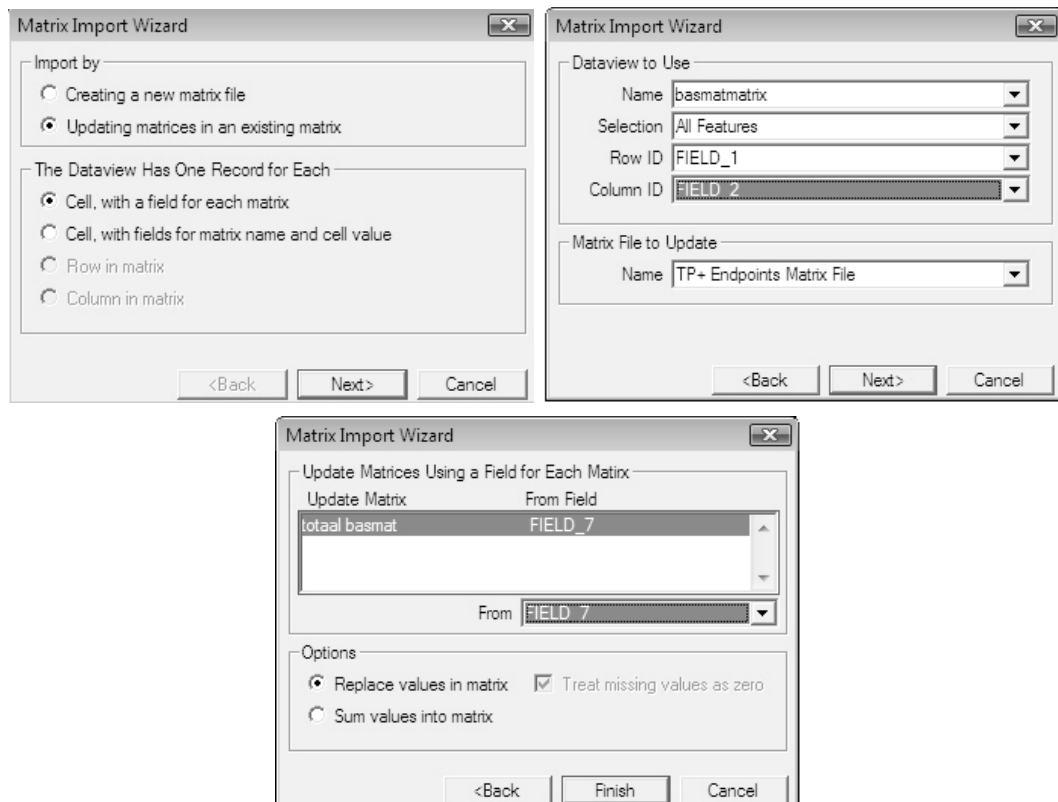 Matrix Import Wizard
Import by
Creating a new matrix file
Updating matrices in an existing matrix
The Dataview Has One Record for Each
Cell, with a field for each matrix
Cell, with fields for matrix name and cell value
Row in matrix
Column in matrix
<Back Next> Cancel
Matrix Import Wizard
Dataview to Use
Name basmatmatrix
Selection All Features
Row ID FIELD_1
Column ID FIELD_2
Matrix File to Update
Name TP+ Endpoints Matrix File
<Back Next> Cancel
Matrix Import Wizard
Update Matrices Using a Field for Each Matirx
Update Matrix From Field
totaal basmat FIELD_7
From FIELD_7
Options
Replace values in matrix Treat missing values as zero
Sum values into matrix
<Back Finish Cancel